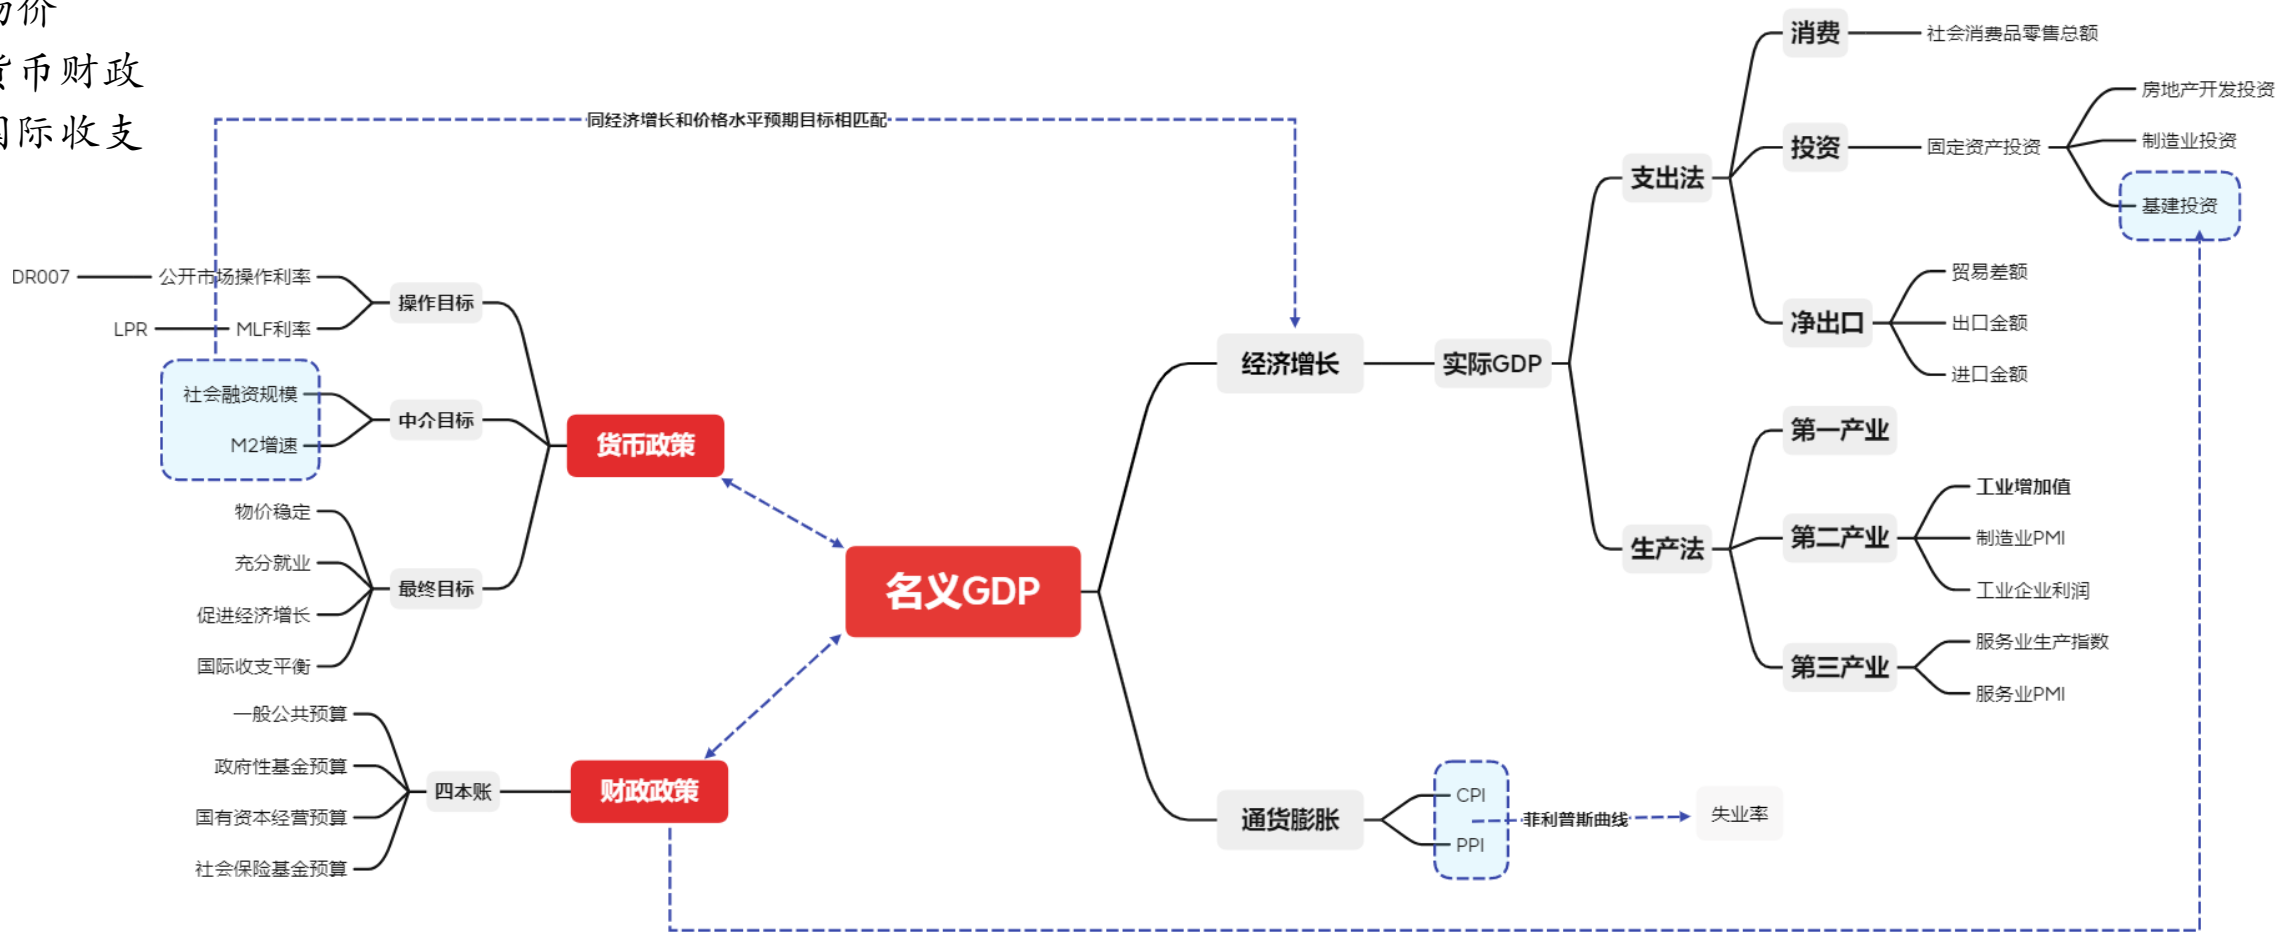 物价
货币财政
国际收支
同经济增长和价格水平预期目标相匹配
DR007
公开市场操作利率
LPR
MLF利率
操作目标
社会融资规模
M2增速
中介目标
物价稳定
充分就业
促进经济增长
国际收支平衡
最终目标
货币政策
一般公共预算
政府性基金预算
国有资本经营预算
社会保险基金预算
四本账
财政政策
名义GDP
经济增长
实际GDP
支出法
消费
社会消费品零售总额
投资
固定资产投资
房地产开发投资
制造业投资
基建投资
净出口
贸易差额
出口金额
进口金额
生产法
第一产业
第二产业
工业增加值
制造业PMI
工业企业利润
第三产业
服务业生产指数
服务业PMI
通货膨胀
CPI
PPI
菲利普斯曲线
失业率